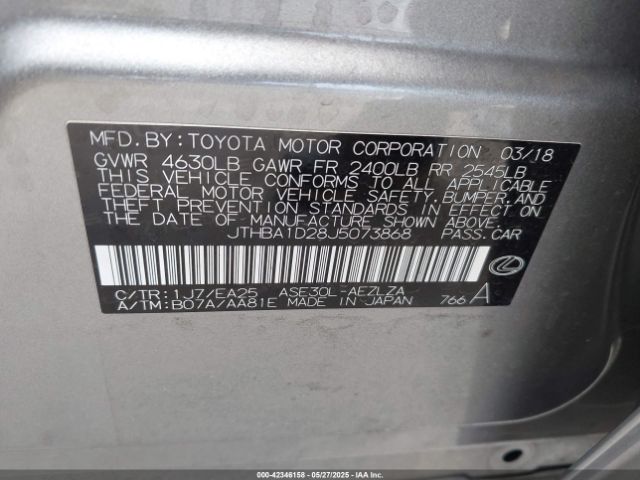 MFD. BY: TOYOTA MOTOR CORPORATION 03/18
GVWR 4630LB GAWR FR 2400LB RR 2545LB
THIS VEHICLE CONFORMS TO ALL APPLICABLE
FEDERAL MOTOR VEHICLE SAFETY, BUMPER, AND
THEFT PREVENTION STANDARDS IN EFFECT ON
THE DATE OF MANUFACTURE SHOWN ABOVE.
JTHBA1D28J5073868 PASS.CAR
C/TR: 1J7/EA25 ASE30L-AEZLZA
A/TM: B07A/AA81E MADE IN JAPAN 766 A
000-42346158 - 05/27/2025 - IAAI.COM